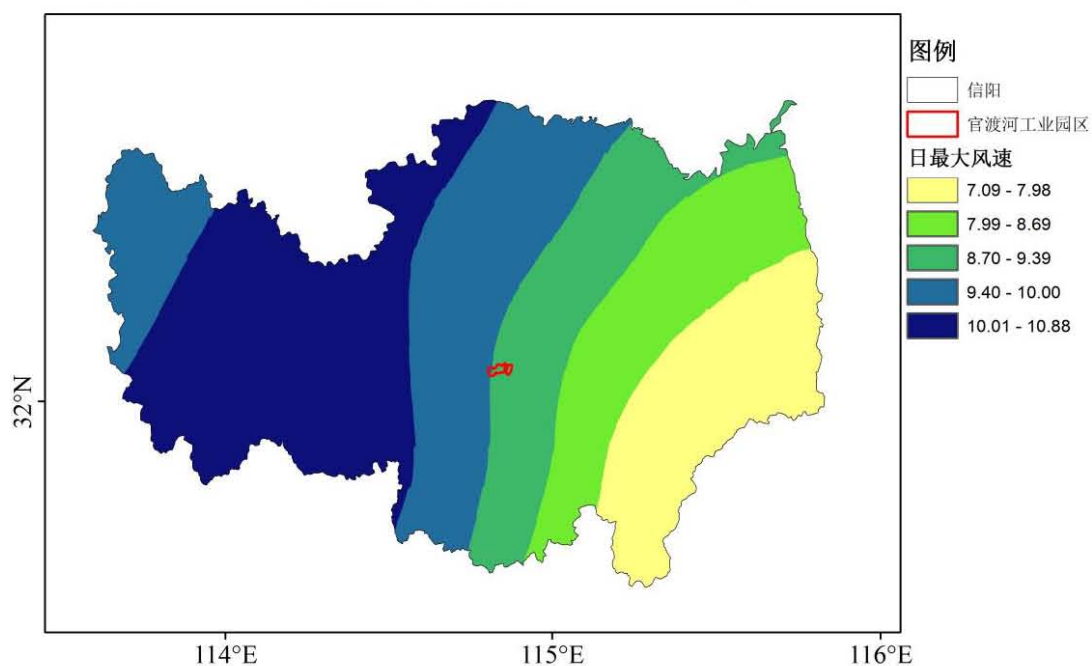 图例
信阳
官渡河工业园区
日最大风速
7.09 - 7.98
7.99 - 8.69
8.70 - 9.39
9.40 - 10.00
10.01 - 10.88
32°N
114°E
115°E
116°E